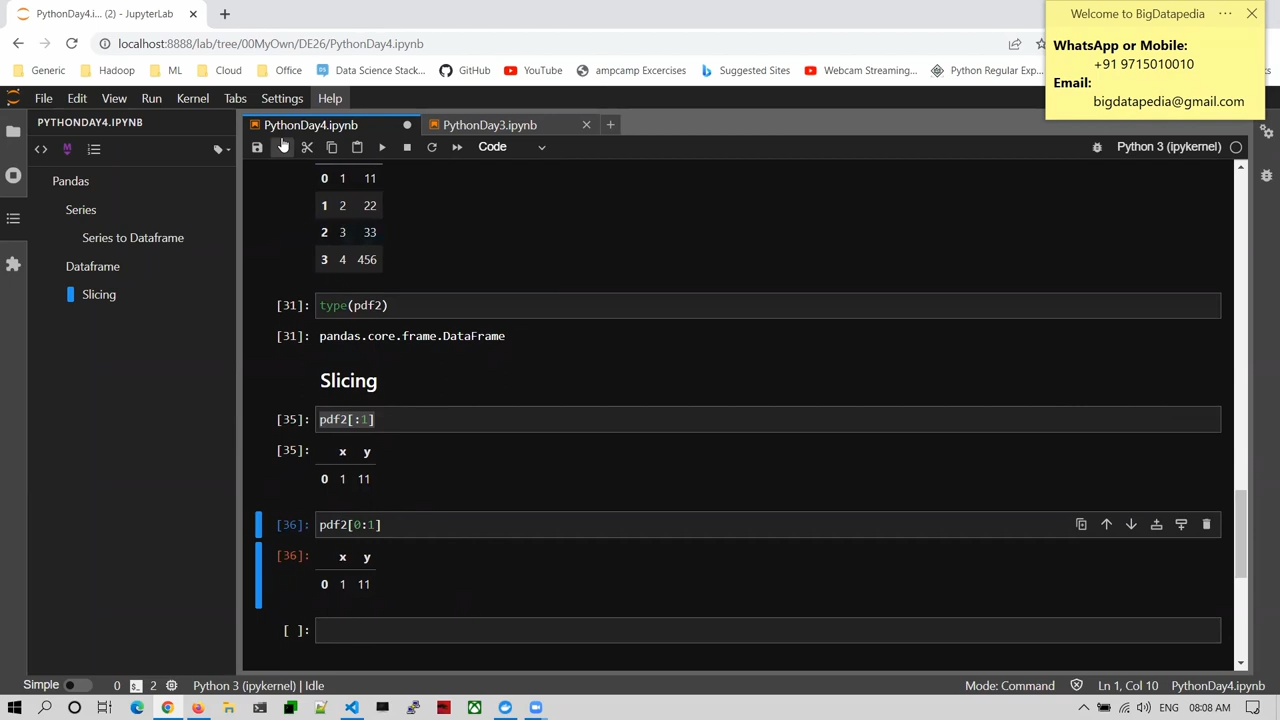 PythonDay4.i... (2) - JupyterLab
Welcome to BigDatapedia
localhost:8888/lab/tree/00MyOwn/DE26/PythonDay4.ipynb
WhatsApp or Mobile:
+91 9715010010
Email:
bigdatapedia@gmail.com
Generic
Hadoop
ML
Cloud
Office
Data Science Stack...
GitHub
YouTube
ampcamp Excercises
Suggested Sites
Webcam Streaming...
Python Regular Exp...
File Edit View Run Kernel Tabs Settings Help
PYTHONDAY4.IPYNB
PythonDay4.ipynb
PythonDay3.ipynb
Code
Python 3 (ipykernel)
Pandas
Series
Series to Dataframe
Dataframe
Slicing
0 1 11
1 2 22
2 3 33
3 4 456
[31]: type(pdf2)
[31]: pandas.core.frame.DataFrame
Slicing
[35]: pdf2[:1]
[35]: x y
0 1 11
[36]: pdf2[0:1]
[36]: x y
0 1 11
[ ]:
Simple 0 2 Python 3 (ipykernel) | Idle
Mode: Command Ln 1, Col 10 PythonDay4.ipynb
ENG 08:08 AM